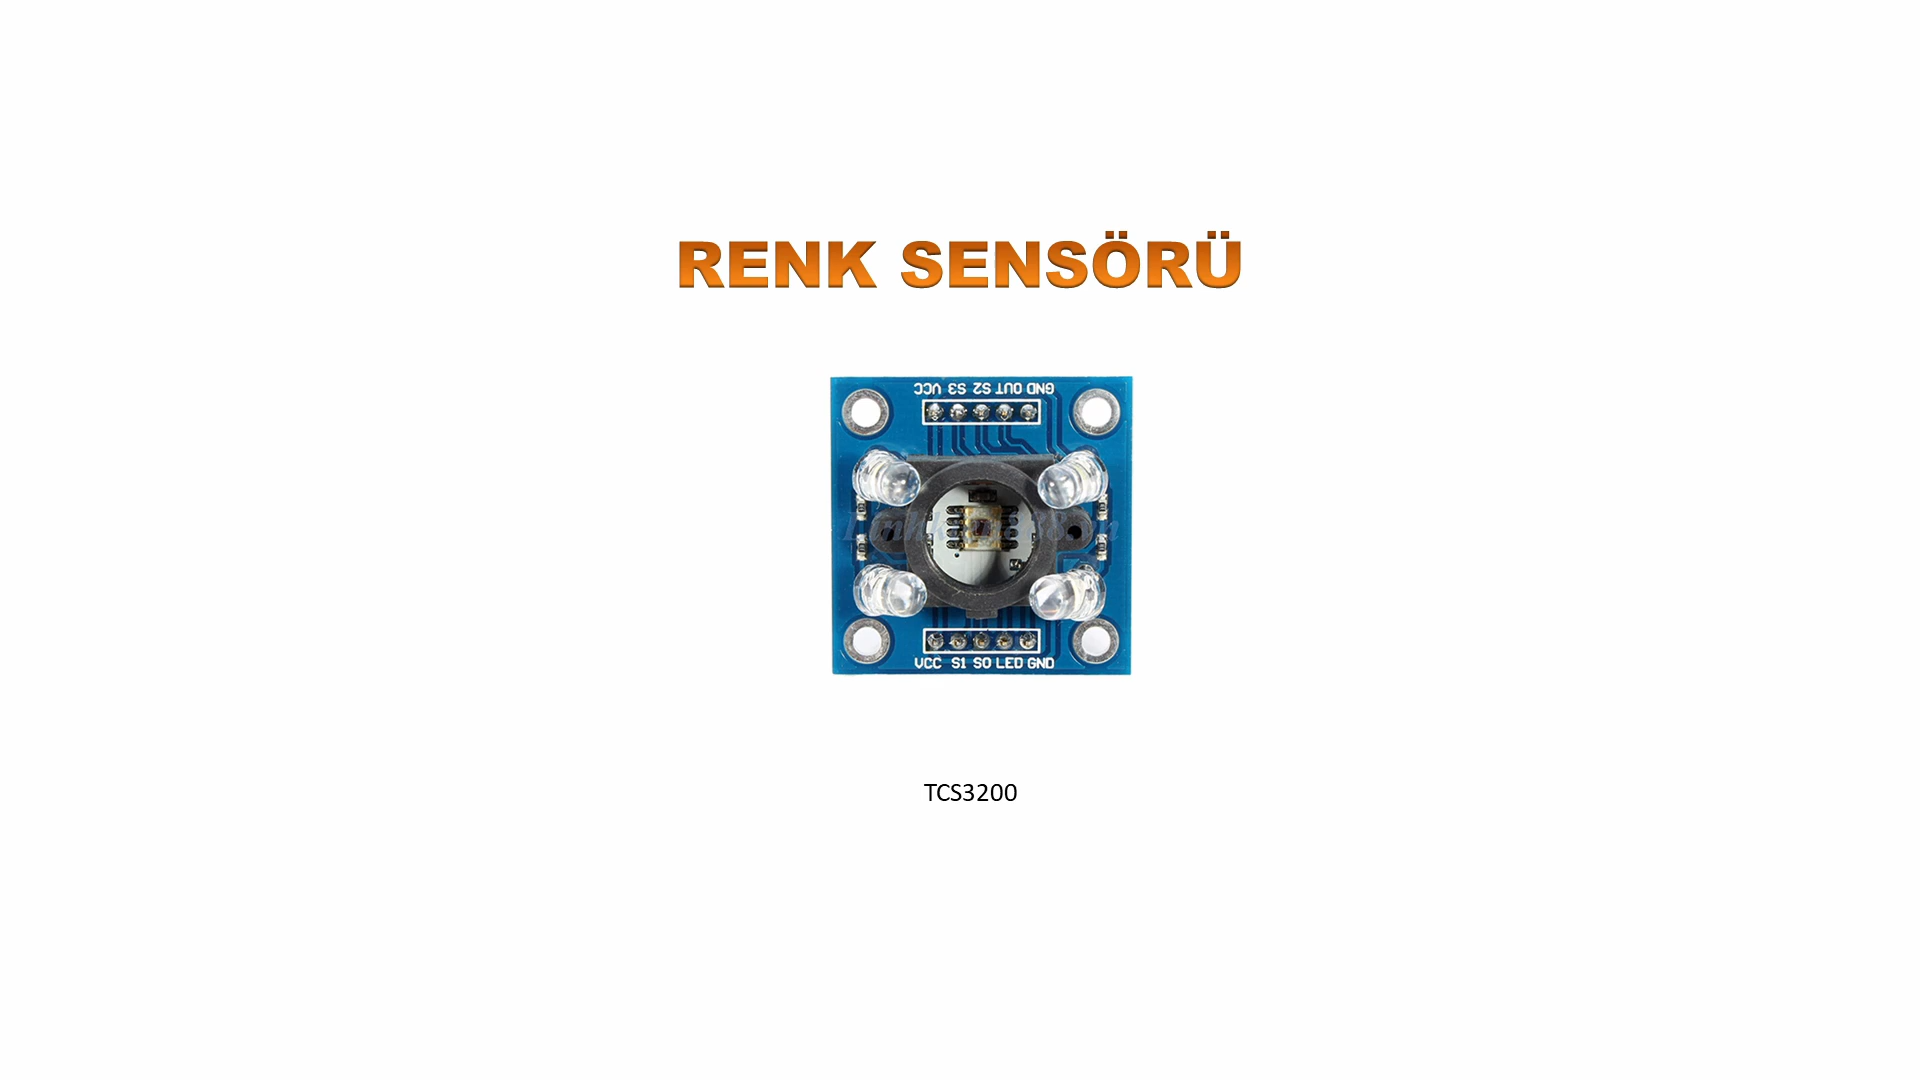 RENK SENSÖRÜ
GND OUT S2 S3 VCC
VCC S1 S0 LED GND
TCS3200